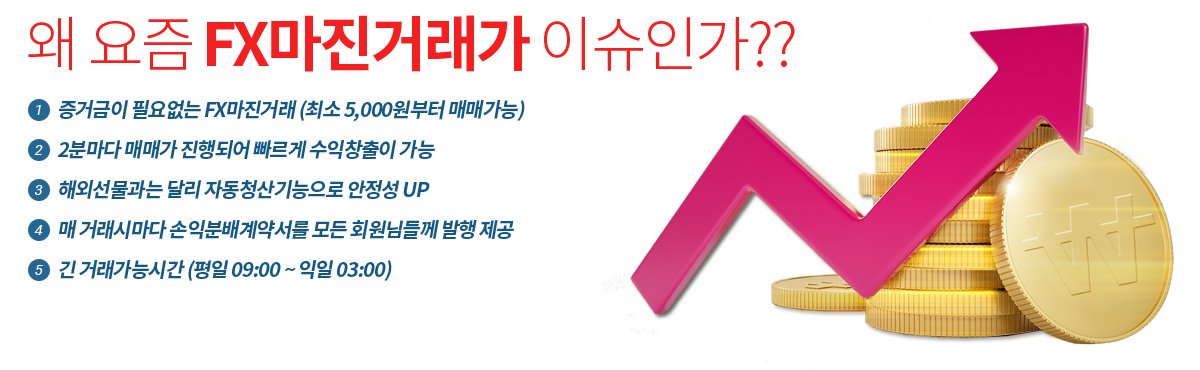 왜 요즘 FX마진거래가 이슈인가??
1 증거금이 필요없는 FX마진거래 (최소 5,000원부터 매매가능)
2 2분마다 매매가 진행되어 빠르게 수익창출이 가능
3 해외선물과는 달리 자동청산기능으로 안정성 UP
4 매 거래시마다 손익분배계약서를 모든 회원님들께 발행 제공
5 긴 거래가능시간 (평일 09:00 ~ 익일 03:00)
₩